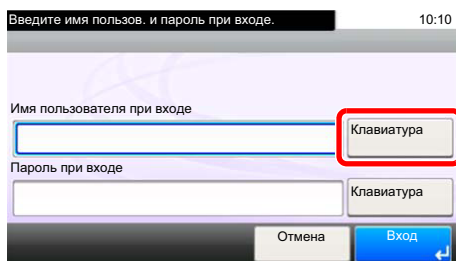 Введите имя пользов. и пароль при входе. 10:10
Имя пользователя при входе
Клавиатура
Пароль при входе
Клавиатура
Отмена Вход